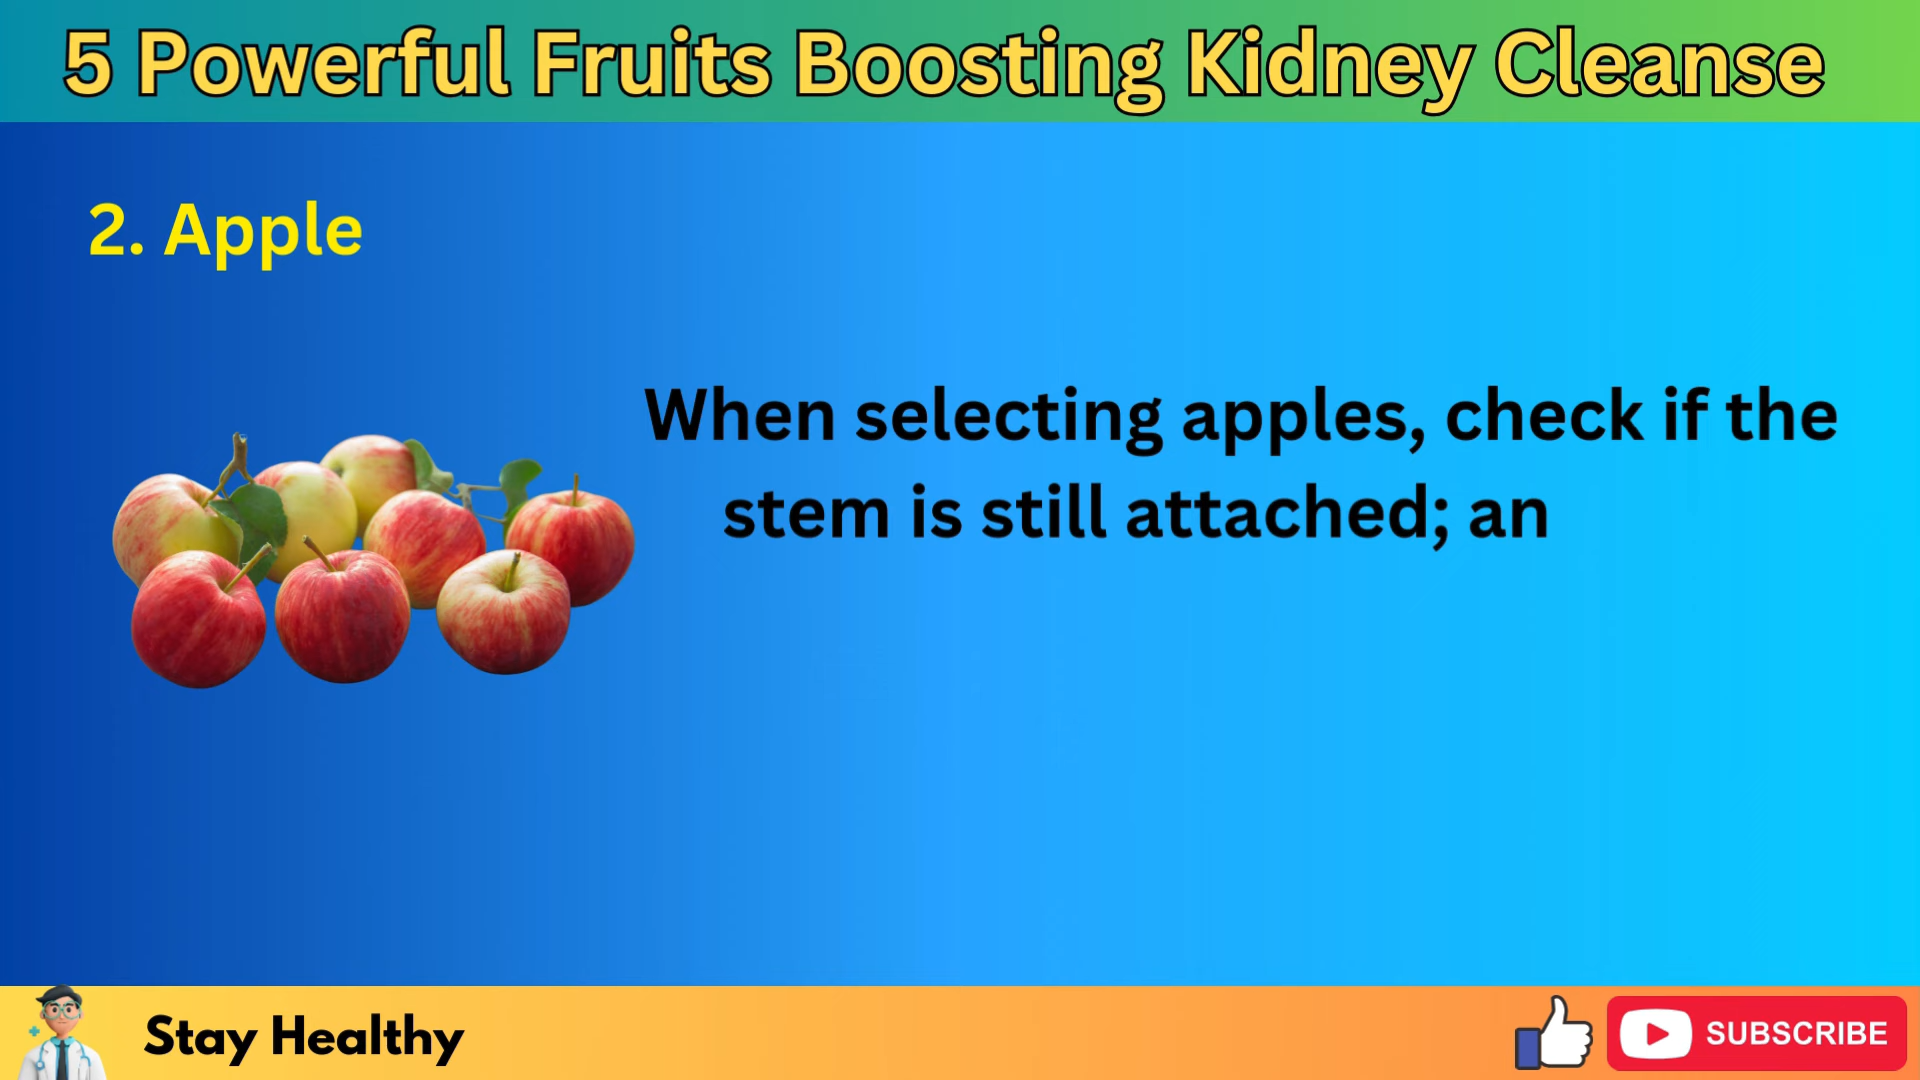 5 Powerful Fruits Boosting Kidney Cleanse
2. Apple
When selecting apples, check if the
stem is still attached; an
Stay Healthy
SUBSCRIBE